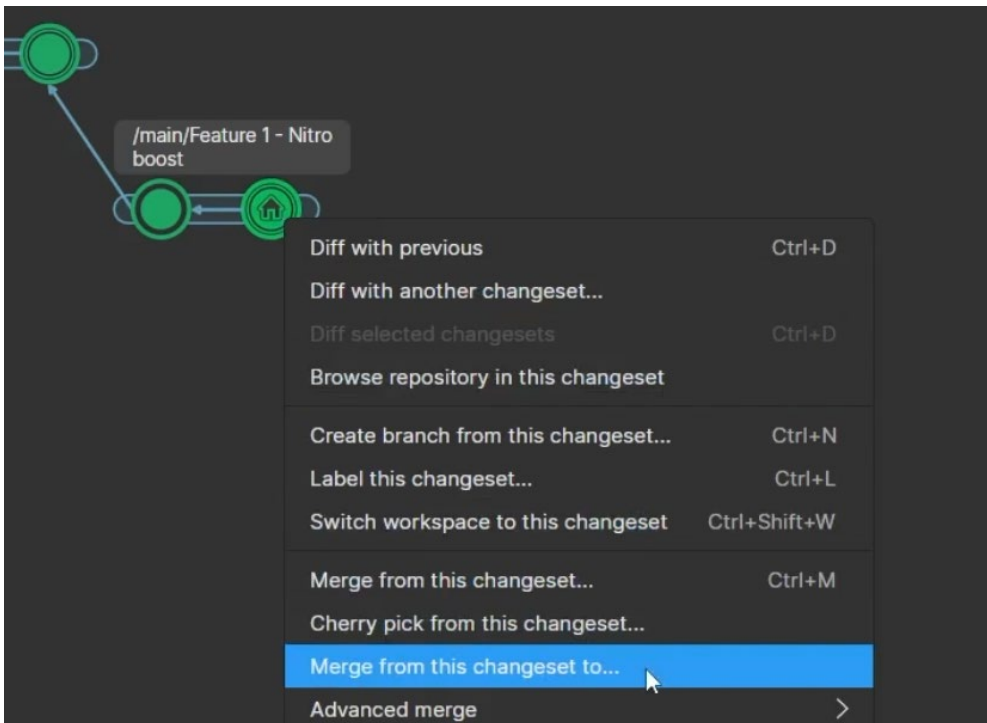 /main/Feature 1 - Nitro
boost
Diff with previous Ctrl+D
Diff with another changeset...
Diff selected changesets Ctrl+D
Browse repository in this changeset
Create branch from this changeset... Ctrl+N
Label this changeset... Ctrl+L
Switch workspace to this changeset Ctrl+Shift+W
Merge from this changeset... Ctrl+M
Cherry pick from this changeset...
Merge from this changeset to...
Advanced merge